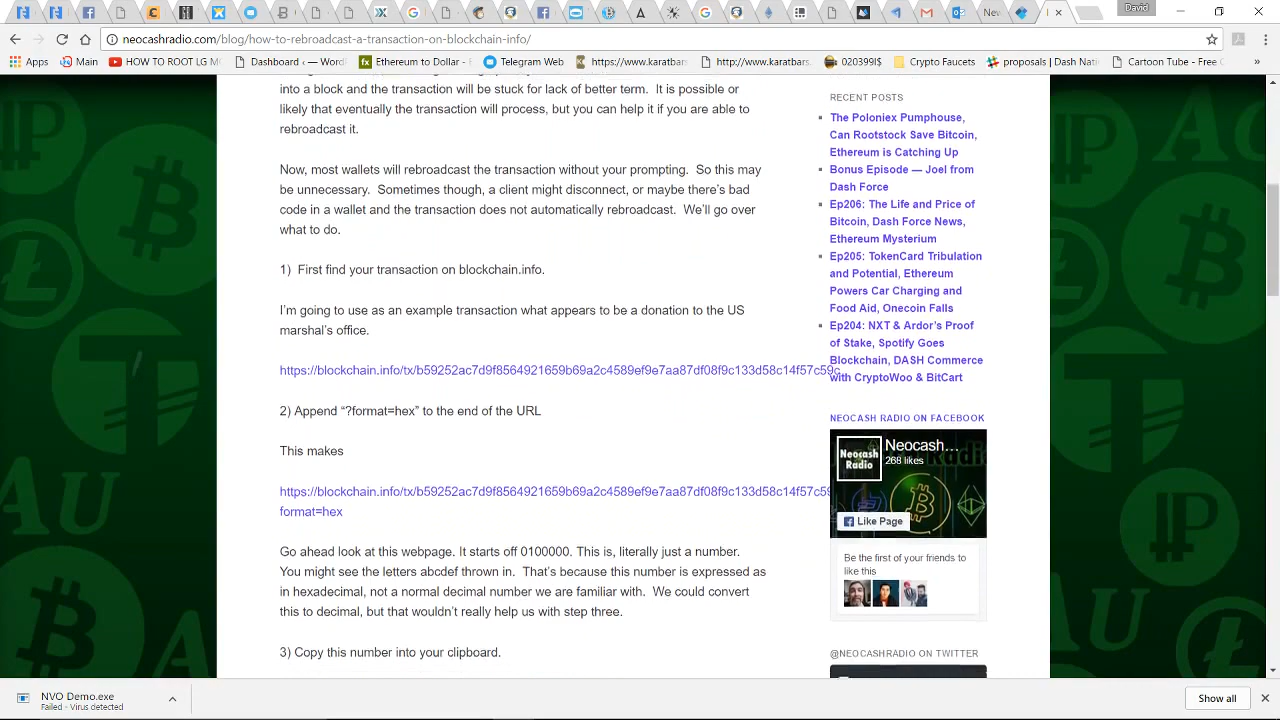 David
New
neocashradio.com/blog/how-to-rebroadcast-a-transaction-on-blockchain-info/
Apps
Main
HOW TO ROOT LG M
Dashboard ‹ — Wordl
Ethereum to Dollar - E
Telegram Web
https://www.karatbars.
http://www.karatbars.
020399|$
Crypto Faucets
proposals | Dash Nat
Cartoon Tube - Free C
»
into a block and the transaction will be stuck for lack of better term. It is possible or
likely that eventually the transaction will process, but you can help it if you are able to
rebroadcast it.
Now, most wallets will rebroadcast the transaction without your prompting. So this may
be unnecessary. Sometimes though, a client might disconnect, or maybe there's bad
code in a wallet and the transaction does not automatically rebroadcast. We'll go over
what to do.
1) First find your transaction on blockchain.info.
I'm going to use as an example transaction what appears to be a donation to the US
marshal's office.
https://blockchain.info/tx/b59252ac7d9f8564921659b69a2c4589ef9e7aa87df08f9c133d58c14f57c59c
2) Append “?format=hex” to the end of the URL
This makes
https://blockchain.info/tx/b59252ac7d9f8564921659b69a2c4589ef9e7aa87df08f9c133d58c14f57c59
format=hex
Go ahead look at this webpage. It starts off 0100000. This is, literally just a number.
You might see the letters abcdef thrown in. That's because this number is expressed as
in hexadecimal, not a normal decimal number we are familiar with. We could convert
this to decimal, but that wouldn't really help us with step three.
3) Copy this number into your clipboard.
RECENT POSTS
The Poloniex Pumphouse,
Can Rootstock Save Bitcoin,
Ethereum is Catching Up
Bonus Episode — Joel from
Dash Force
Ep206: The Life and Price of
Bitcoin, Dash Force News,
Ethereum Mysterium
Ep205: TokenCard Tribulation
and Potential, Ethereum
Powers Car Charging and
Food Aid, Onecoin Falls
Ep204: NXT & Ardor's Proof
of Stake, Spotify Goes
Blockchain, DASH Commerce
with CryptoWoo & BitCart
NEOCASH RADIO ON FACEBOOK
Neocash
Radio
Neocash…
268 likes
Like Page
Be the first of your friends to
like this
@NEOCASHRADIO ON TWITTER
NVO Demo.exe
Failed - Virus detected
Show all